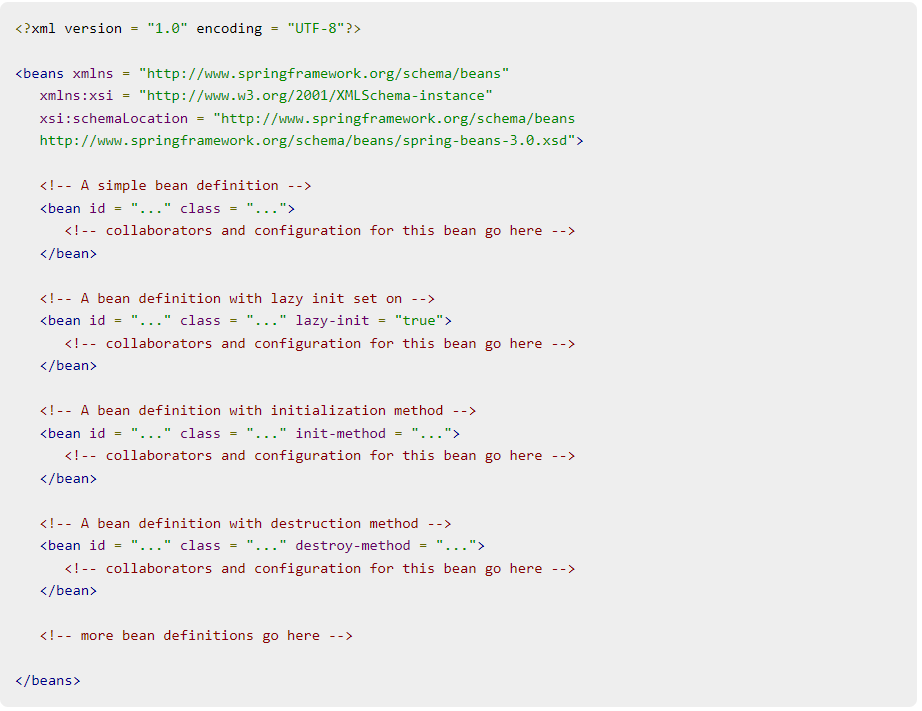 <?xml version = "1.0" encoding = "UTF-8"?>
<beans xmlns = "http://www.springframework.org/schema/beans"
xmlns:xsi = "http://www.w3.org/2001/XMLSchema-instance"
xsi:schemaLocation = "http://www.springframework.org/schema/beans
http://www.springframework.org/schema/beans/spring-beans-3.0.xsd">
<!-- A simple bean definition -->
<bean id = "..." class = "...">
<!-- collaborators and configuration for this bean go here -->
</bean>
<!-- A bean definition with lazy init set on -->
<bean id = "..." class = "..." lazy-init = "true">
<!-- collaborators and configuration for this bean go here -->
</bean>
<!-- A bean definition with initialization method -->
<bean id = "..." class = "..." init-method = "...">
<!-- collaborators and configuration for this bean go here -->
</bean>
<!-- A bean definition with destruction method -->
<bean id = "..." class = "..." destroy-method = "...">
<!-- collaborators and configuration for this bean go here -->
</bean>
<!-- more bean definitions go here -->
</beans>